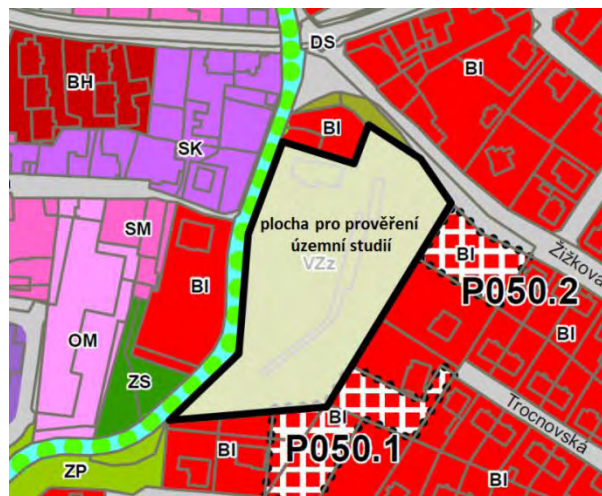 DS
BI
BH
BI
SK
plocha pro prověření
územní studií
VZz
SM
BI
Žižkova
BI
P050.2
OM
BI
ZS
Trocnovská
BI
BI
P050.1
ZP
BI
BI